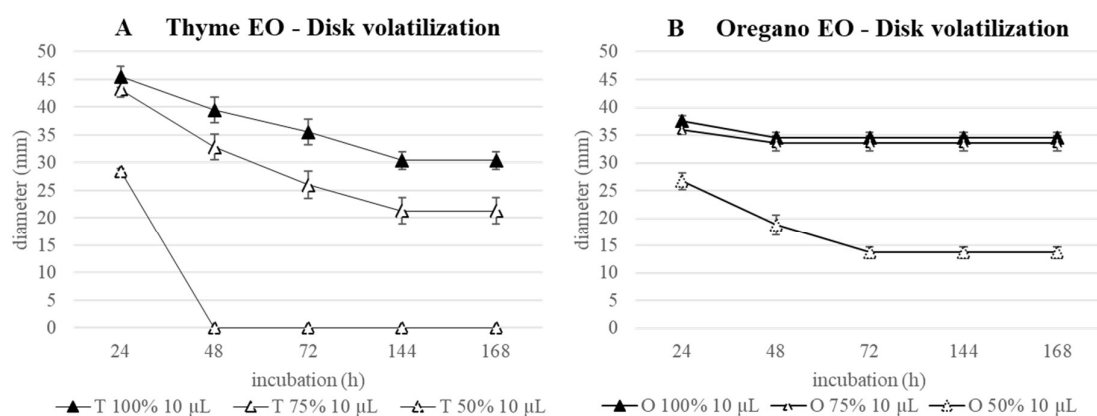 A Thyme EO - Disk volatilization
50
45
40
35
30
25
20
15
10
5
0
diameter (mm)
24 48 72 144 168
incubation (h)
T 100% 10 µL T 75% 10 µL T 50% 10 µL
B Oregano EO - Disk volatilization
50
45
40
35
30
25
20
15
10
5
0
diameter (mm)
24 48 72 144 168
incubation (h)
O 100% 10 µL O 75% 10 µL O 50% 10 µL